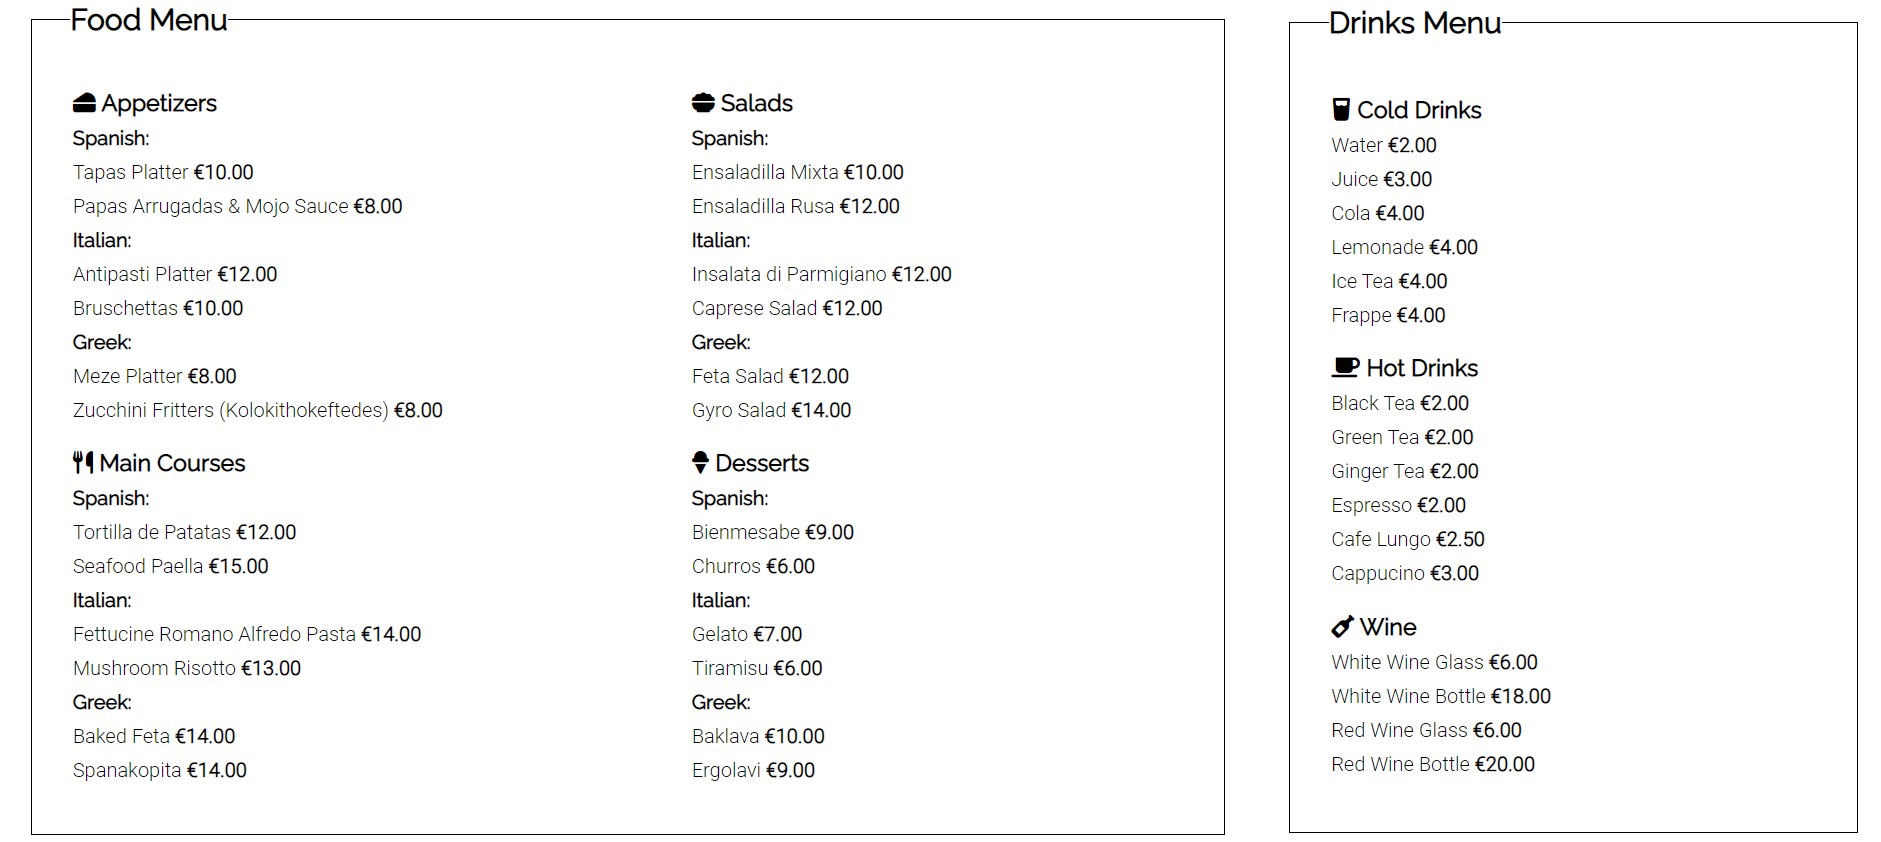 Food Menu
Appetizers
Spanish:
Tapas Platter €10.00
Papas Arrugadas & Mojo Sauce €8.00
Italian:
Antipasti Platter €12.00
Bruschettas €10.00
Greek:
Meze Platter €8.00
Zucchini Fritters (Kolokithokeftedes) €8.00
Main Courses
Spanish:
Tortilla de Patatas €12.00
Seafood Paella €15.00
Italian:
Fettucine Romano Alfredo Pasta €14.00
Mushroom Risotto €13.00
Greek:
Baked Feta €14.00
Spanakopita €14.00
Salads
Spanish:
Ensaladilla Mixta €10.00
Ensaladilla Rusa €12.00
Italian:
Insalata di Parmigiano €12.00
Caprese Salad €12.00
Greek:
Feta Salad €12.00
Gyro Salad €14.00
Desserts
Spanish:
Bienmesabe €9.00
Churros €6.00
Italian:
Gelato €7.00
Tiramisu €6.00
Greek:
Baklava €10.00
Ergolavi €9.00
Drinks Menu
Cold Drinks
Water €2.00
Juice €3.00
Cola €4.00
Lemonade €4.00
Ice Tea €4.00
Frappe €4.00
Hot Drinks
Black Tea €2.00
Green Tea €2.00
Ginger Tea €2.00
Espresso €2.00
Cafe Lungo €2.50
Cappucino €3.00
Wine
White Wine Glass €6.00
White Wine Bottle €18.00
Red Wine Glass €6.00
Red Wine Bottle €20.00